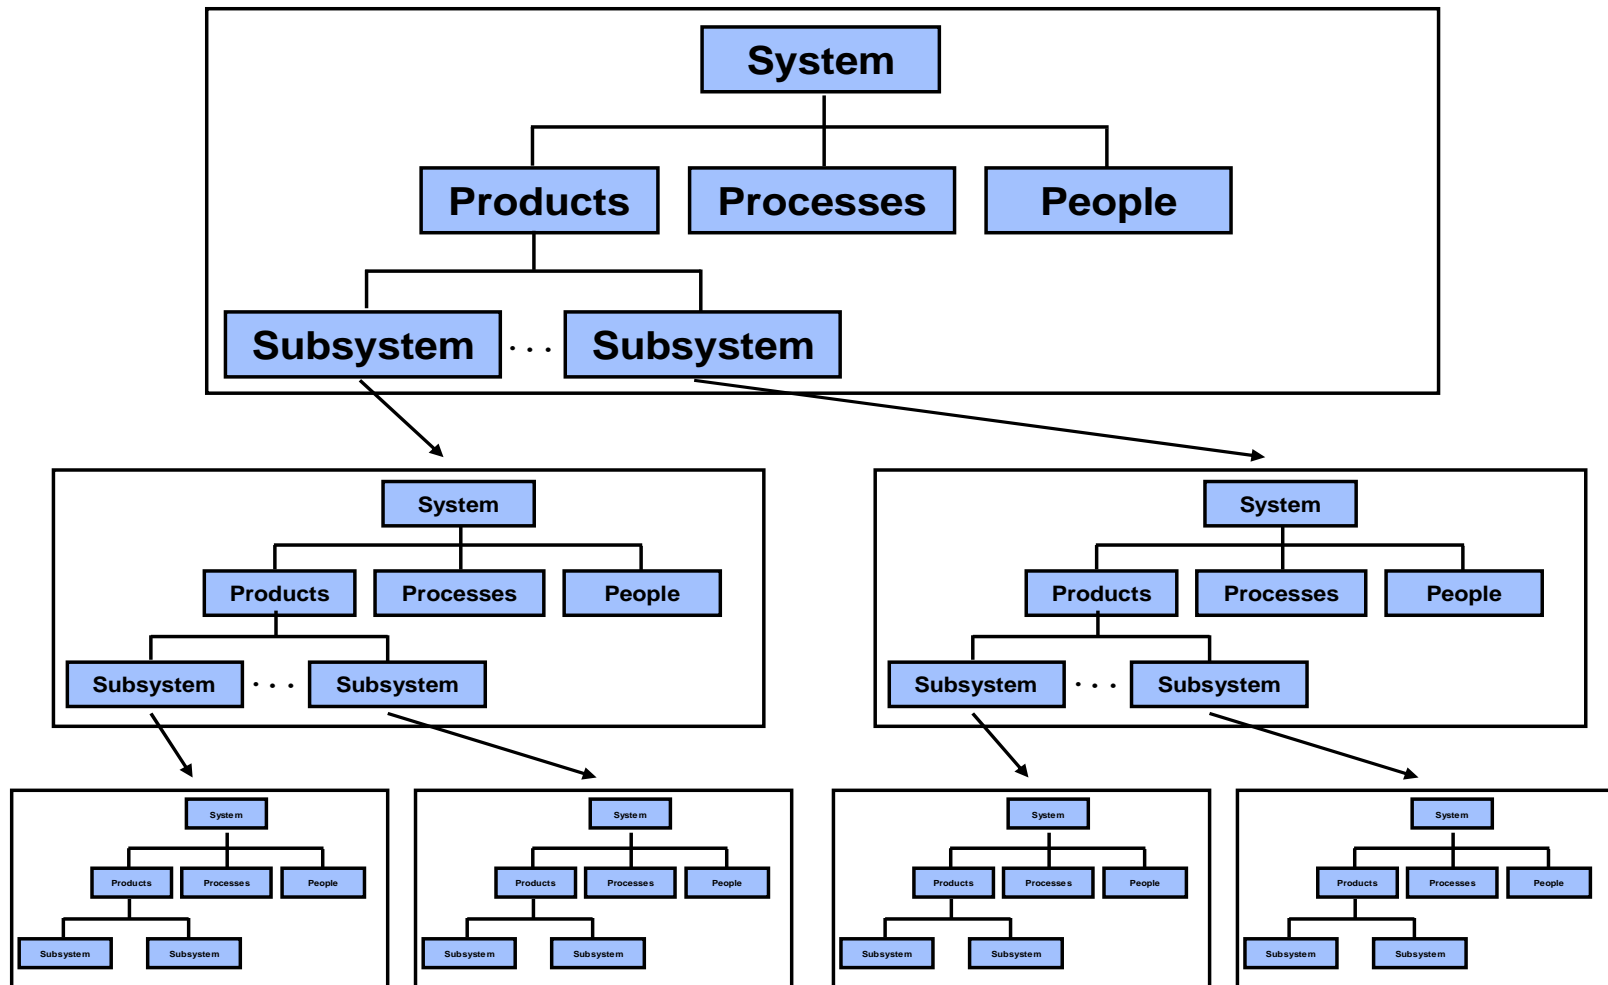 System
Products Processes People
Subsystem . . . Subsystem
System System
Products Processes People Products Processes People
Subsystem . . . Subsystem Subsystem . . . Subsystem
System System System System
Products Processes People Products Processes People Products Processes People Products Processes People
Subsystem Subsystem Subsystem Subsystem Subsystem Subsystem Subsystem Subsystem